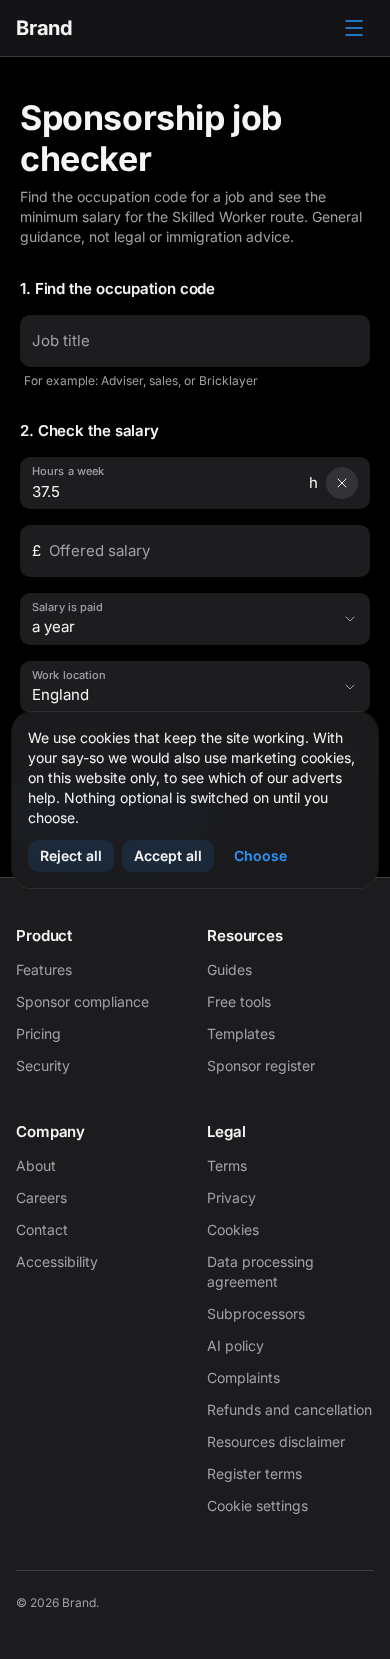 Brand
Sponsorship job
checker
Find the occupation code for a job and see the
minimum salary for the Skilled Worker route. General
guidance, not legal or immigration advice.
1. Find the occupation code
Job title
For example: Adviser, sales, or Bricklayer
2. Check the salary
Hours a week
37.5
h
£ Offered salary
Salary is paid
a year
Work location
England
We use cookies that keep the site working. With
your say-so we would also use marketing cookies,
on this website only, to see which of our adverts
help. Nothing optional is switched on until you
choose.
Reject all Accept all Choose
Product
Features
Sponsor compliance
Pricing
Security
Resources
Guides
Free tools
Templates
Sponsor register
Company
About
Careers
Contact
Accessibility
Legal
Terms
Privacy
Cookies
Data processing
agreement
Subprocessors
AI policy
Complaints
Refunds and cancellation
Resources disclaimer
Register terms
Cookie settings
© 2026 Brand.